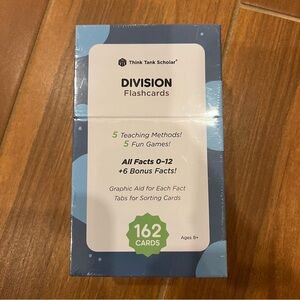 Think Tank Scholar®
DIVISION
Flashcards
5 Teaching Methods!
5 Fun Games!
All Facts 0–12
+6 Bonus Facts!
Graphic Aid for Each Fact
Tabs for Sorting Cards
162
CARDS
Ages 8+